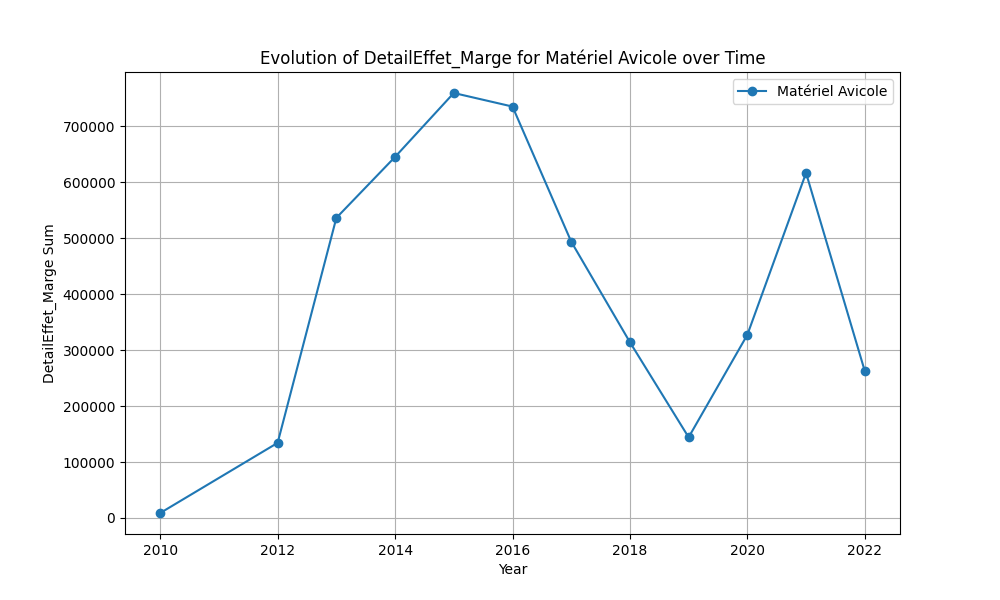 Evolution of DetailEffet_Marge for Matériel Avicole over Time
Matériel Avicole
700000
600000
500000
400000
300000
200000
100000
0
DetailEffet_Marge Sum
2010 2012 2014 2016 2018 2020 2022
Year